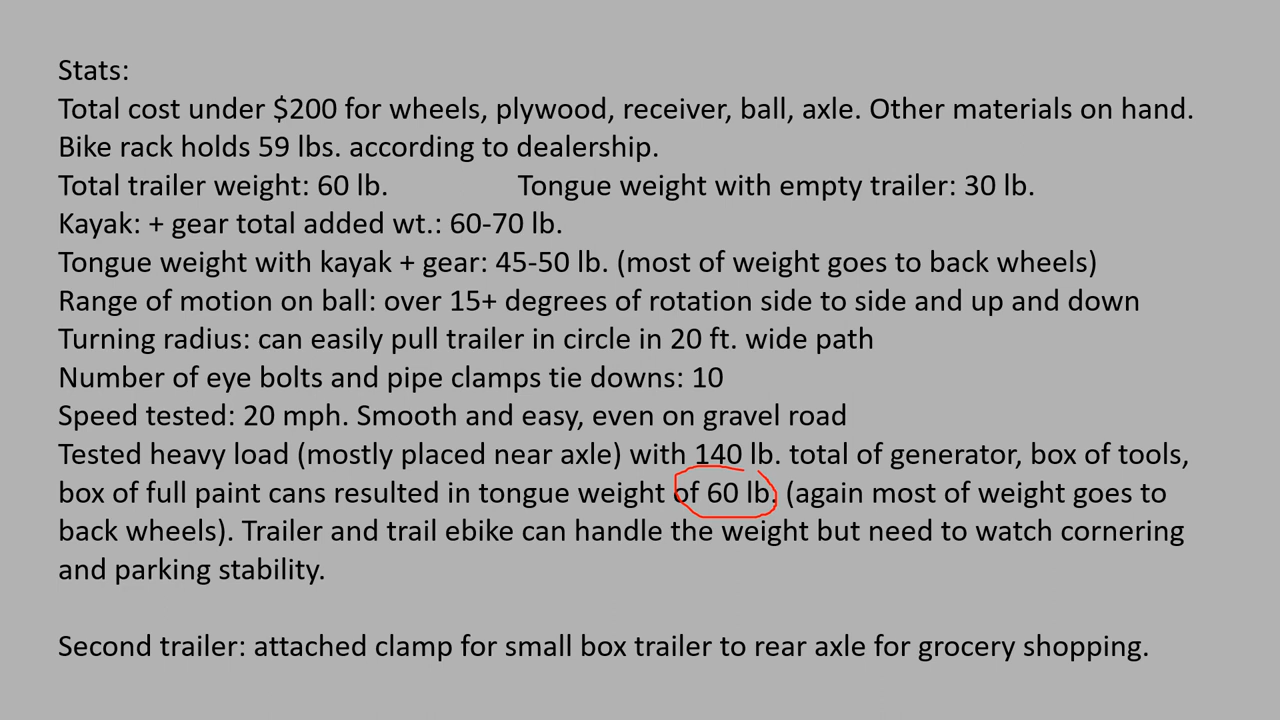 Stats:
Total cost under $200 for wheels, plywood, receiver, ball, axle. Other materials on hand.
Bike rack holds 59 lbs. according to dealership.
Total trailer weight: 60 lb. Tongue weight with empty trailer: 30 lb.
Kayak: + gear total added wt.: 60-70 lb.
Tongue weight with kayak + gear: 45-50 lb. (most of weight goes to back wheels)
Range of motion on ball: over 15+ degrees of rotation side to side and up and down
Turning radius: can easily pull trailer in circle in 20 ft. wide path
Number of eye bolts and pipe clamps tie downs: 10
Speed tested: 20 mph. Smooth and easy, even on gravel road
Tested heavy load (mostly placed near axle) with 140 lb. total of generator, box of tools,
box of full paint cans resulted in tongue weight of 60 lb. (again most of weight goes to
back wheels). Trailer and trail ebike can handle the weight but need to watch cornering
and parking stability.
Second trailer: attached clamp for small box trailer to rear axle for grocery shopping.